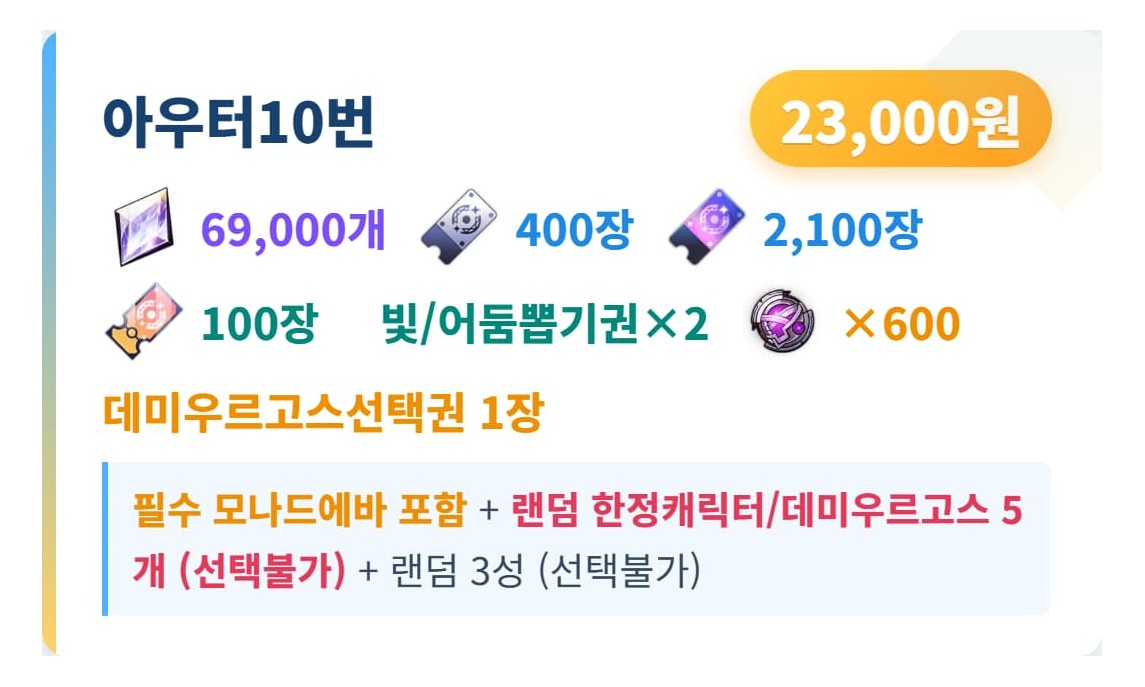 아우터10번
23,000원
69,000개 400장 2,100장
100장 빛/어둠뽑기권×2 ×600
데미우르고스선택권 1장
필수 모나드에바 포함 + 랜덤 한정캐릭터/데미우르고스 5
개 (선택불가) + 랜덤 3성 (선택불가)